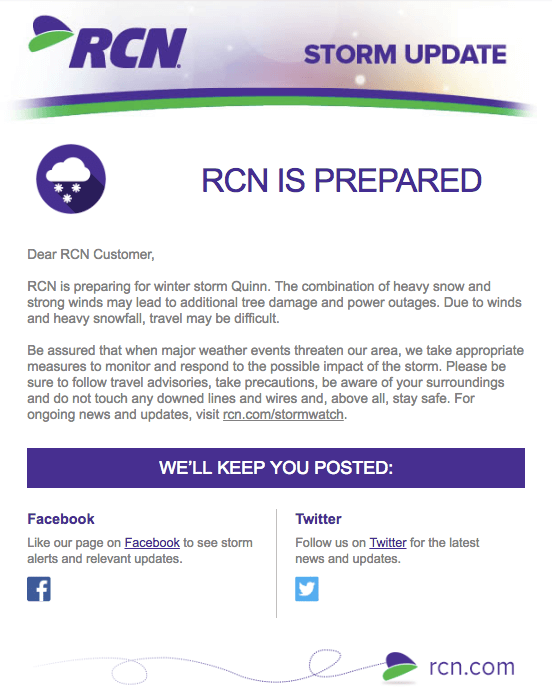 RCN
STORM UPDATE
RCN IS PREPARED
Dear RCN Customer,
RCN is preparing for winter storm Quinn. The combination of heavy snow and
strong winds may lead to additional tree damage and power outages. Due to winds
and heavy snowfall, travel may be difficult.
Be assured that when major weather events threaten our area, we take appropriate
measures to monitor and respond to the possible impact of the storm. Please be
sure to follow travel advisories, take precautions, be aware of your surroundings
and do not touch any downed lines and wires and, above all, stay safe. For
ongoing news and updates, visit rcn.com/stormwatch.
WE'LL KEEP YOU POSTED:
Facebook
Like our page on Facebook to see storm
alerts and relevant updates.
Twitter
Follow us on Twitter for the latest
news and updates.
rcn.com